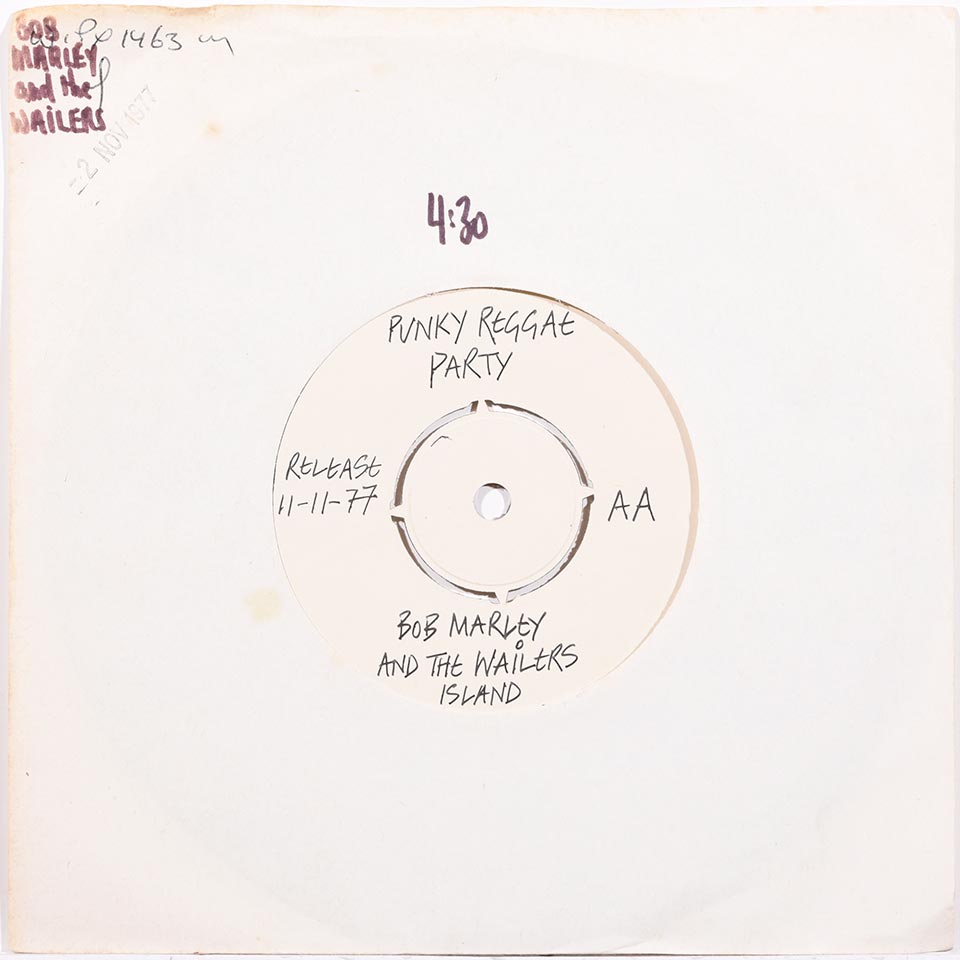 BOB
MARLEY
and the
WAILERS
1463 m
-2 NOV 1977
4:30
PUNKY REGGAE
PARTY
RELEASE
11-11-77
AA
BOB MARLEY
AND THE WAILERS
ISLAND